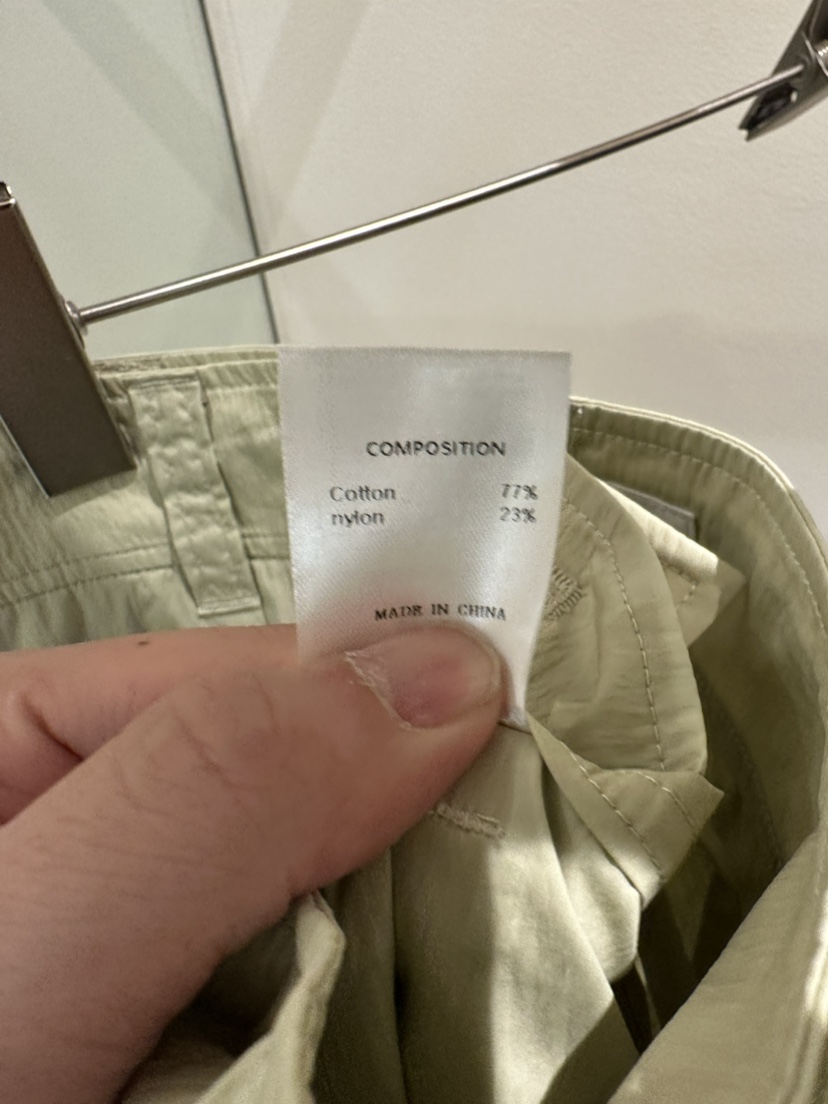 COMPOSITION
Cotton 77%
nylon 23%
MADE IN CHINA